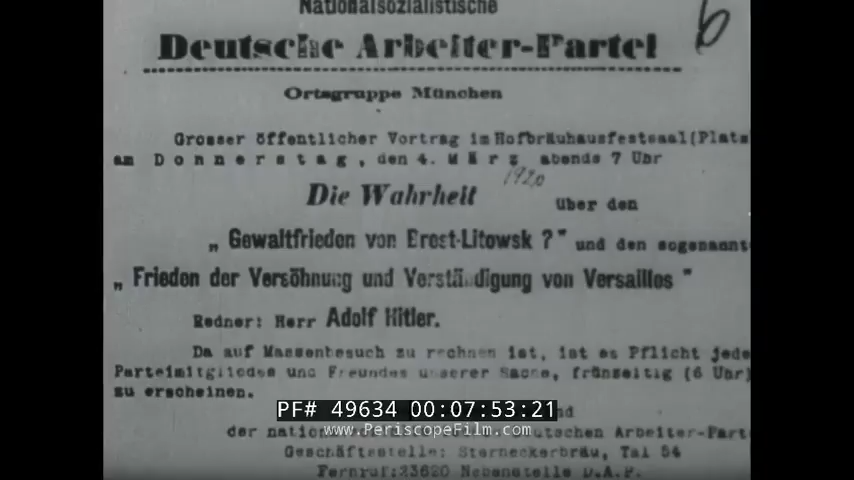 Nationalsozialistische
6
Deutsche Arbeiter-Partei
Ortsgruppe München
Grosser öffentlicher Vortrag im Hofbräuhausfestsaal (Platz
am Donnerstag, den 4. März abends 7 Uhr
1920
Die Wahrheit über den
„Gewaltfrieden von Brest-Litowsk?" und den sogenannt
„Frieden der Versöhnung und Verständigung von Versailles"
Redner: Herr Adolf Hitler.
Da auf Massenbesuch zu rechnen ist, ist es Pflicht jede
Parteimitgliedes und Freundes unserer Sache, frühzeitig (6 Uhr)
zu erscheinen.
PF# 49634 00:07:53:21 nd
www.PeriscopeFilm.com
der nation Deutschen Arbeiter-Part
Geschäftsstelle: Sterneckerbräu, Tal 54
Fernruf: 23620 Nebenstelle D.A.P.